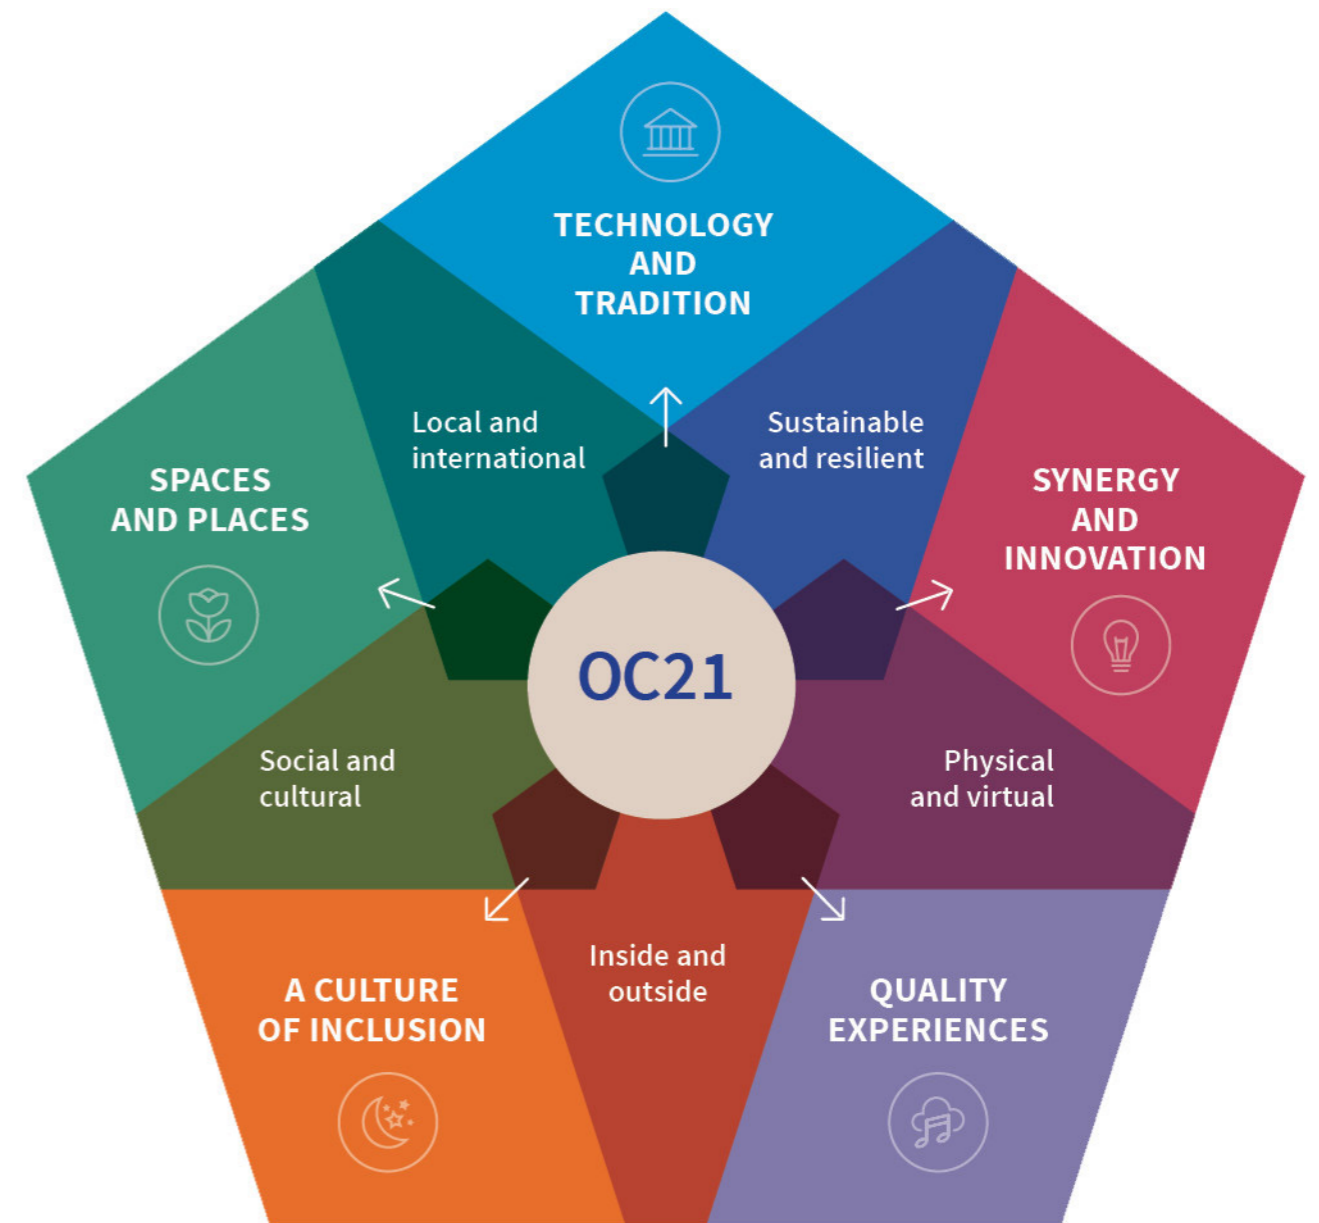 TECHNOLOGY
AND
TRADITION
Local and
international
Sustainable
and resilient
SPACES
AND PLACES
SYNERGY
AND
INNOVATION
OC21
Social and
cultural
Physical
and virtual
Inside and
outside
A CULTURE
OF INCLUSION
QUALITY
EXPERIENCES